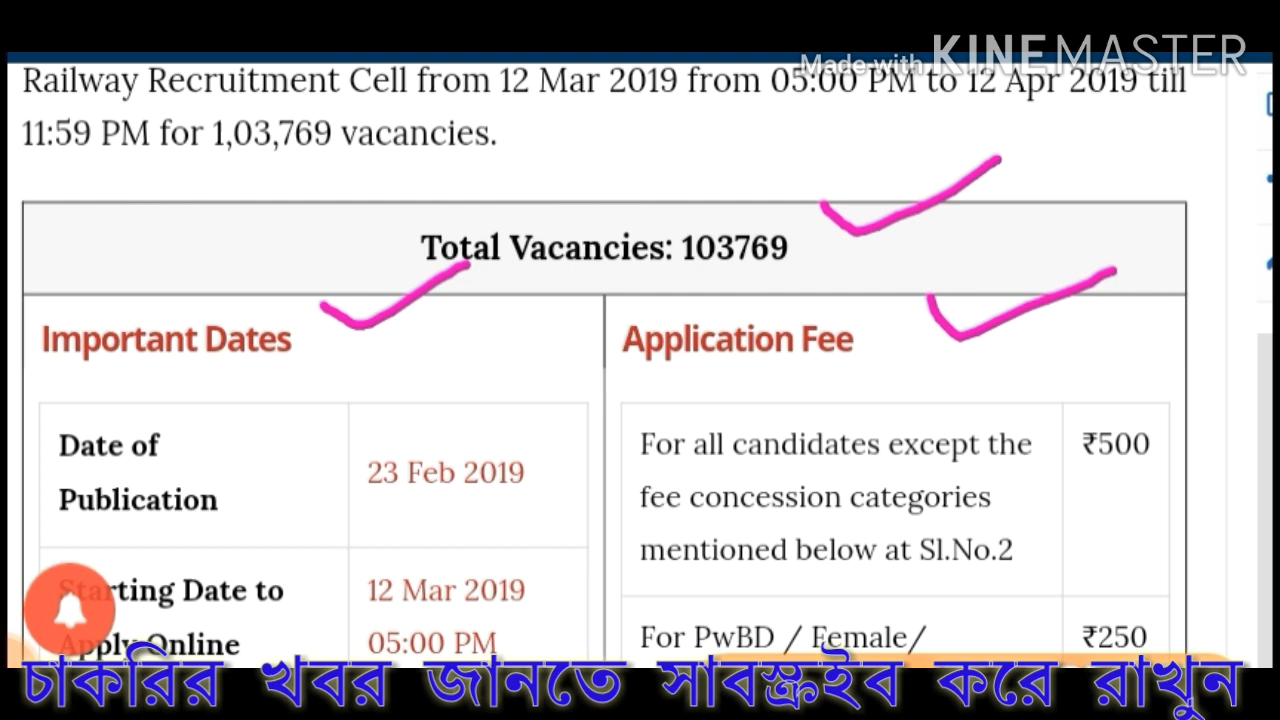 Made with KINEMASTER
Railway Recruitment Cell from 12 Mar 2019 from 05:00 PM to 12 Apr 2019 till
11:59 PM for 1,03,769 vacancies.
Total Vacancies: 103769
Important Dates
Date of
Publication
23 Feb 2019
Starting Date to
Apply Online
12 Mar 2019
05:00 PM
Application Fee
For all candidates except the
fee concession categories
mentioned below at Sl.No.2
₹500
For PwBD / Female/
₹250
চাকরির খবর জানতে সাবস্ক্রইব করে রাখুন